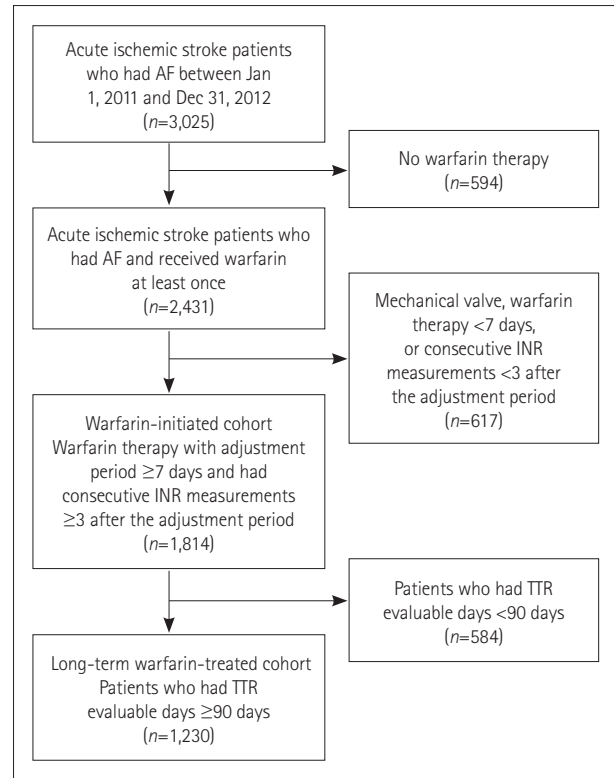 Acute ischemic stroke patients
who had AF between Jan
1, 2011 and Dec 31, 2012
(n=3,025)
No warfarin therapy
(n=594)
Acute ischemic stroke patients who
had AF and received warfarin
at least once
(n=2,431)
Mechanical valve, warfarin
therapy <7 days,
or consecutive INR
measurements <3 after
the adjustment period
(n=617)
Warfarin-initiated cohort
Warfarin therapy with adjustment
period ≥7 days and had
consecutive INR measurements
≥3 after the adjustment period
(n=1,814)
Patients who had TTR
evaluable days <90 days
(n=584)
Long-term warfarin-treated cohort
Patients who had TTR
evaluable days ≥90 days
(n=1,230)